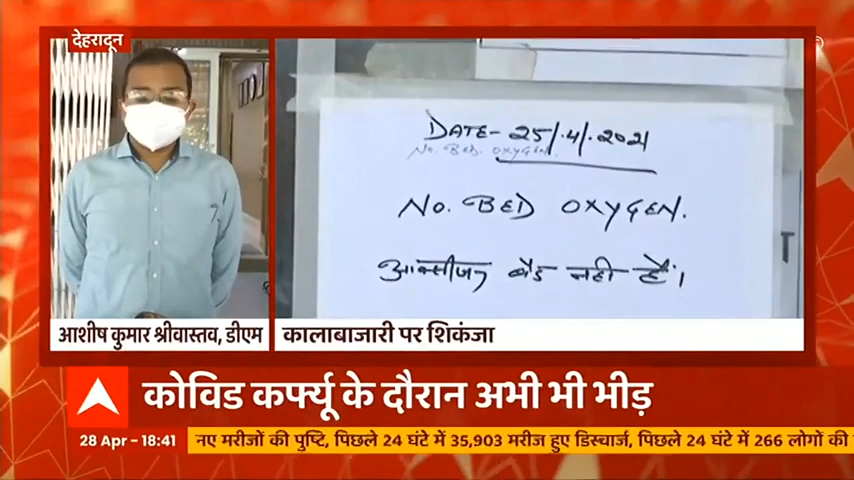 देहरादून
DATE- 25/.4/.2021
No. BED OXYGEN.
No. BED OXYGEN.
आक्सीजन बैड नही है।
आशीष कुमार श्रीवास्तव, डीएम
कालाबाजारी पर शिकंजा
कोविड कर्फ्यू के दौरान अभी भी भीड़
28 Apr - 18:41
नए मरीजों की पुष्टि, पिछले 24 घंटे में 35,903 मरीज हुए डिस्चार्ज, पिछले 24 घंटे में 266 लोगों की